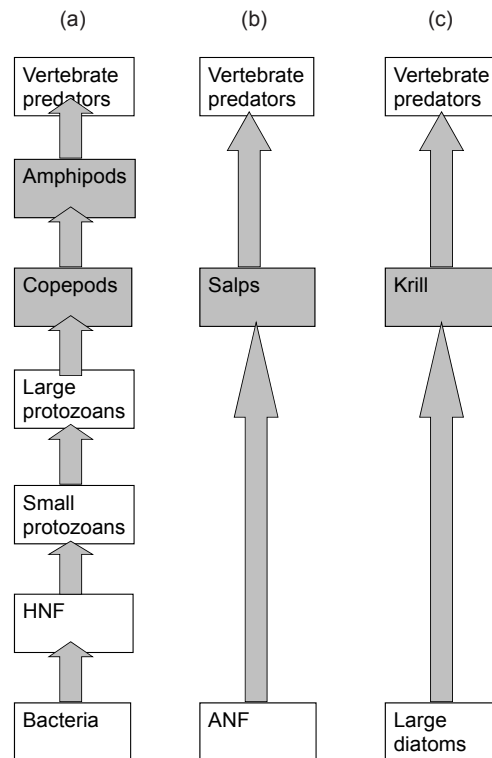 (a)
(b)
(c)
Vertebrate
predators
Vertebrate
predators
Vertebrate
predators
Amphipods
Copepods
Salps
Krill
Large
protozoans
Small
protozoans
HNF
Bacteria
ANF
Large
diatoms